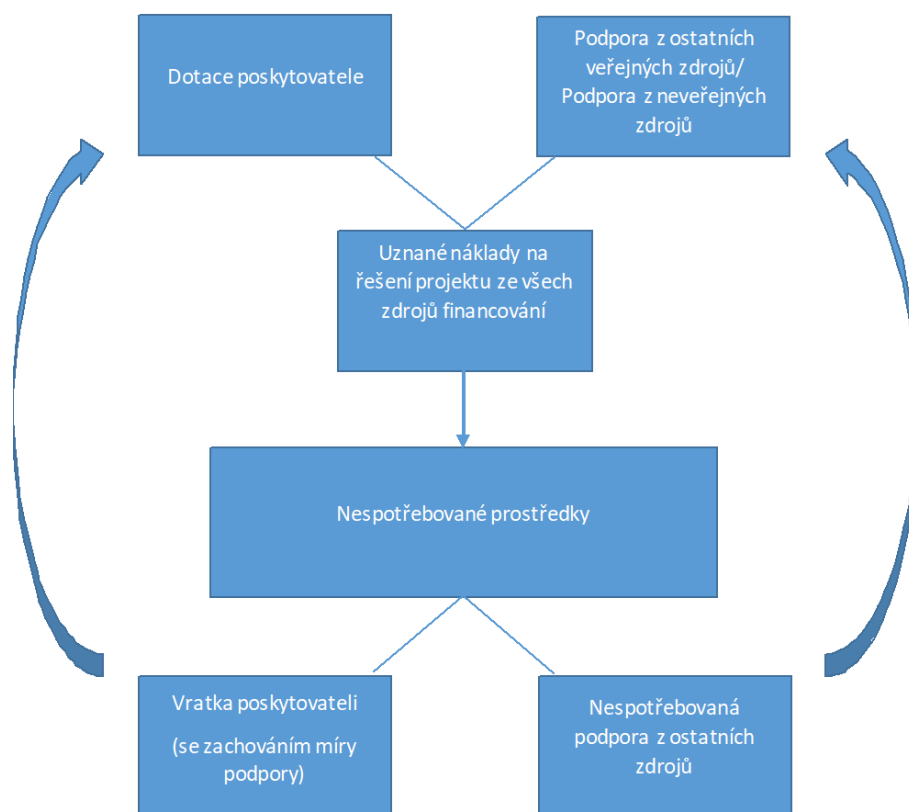 Dotace poskytovatele
Podpora z ostatních
veřejných zdrojů/
Podpora z neveřejných
zdrojů
Uznané náklady na
řešení projektu ze všech
zdrojů financování
Nespotřebované prostředky
Vratka poskytovateli
(se zachováním míry
podpory)
Nespotřebovaná
podpora z ostatních
zdrojů